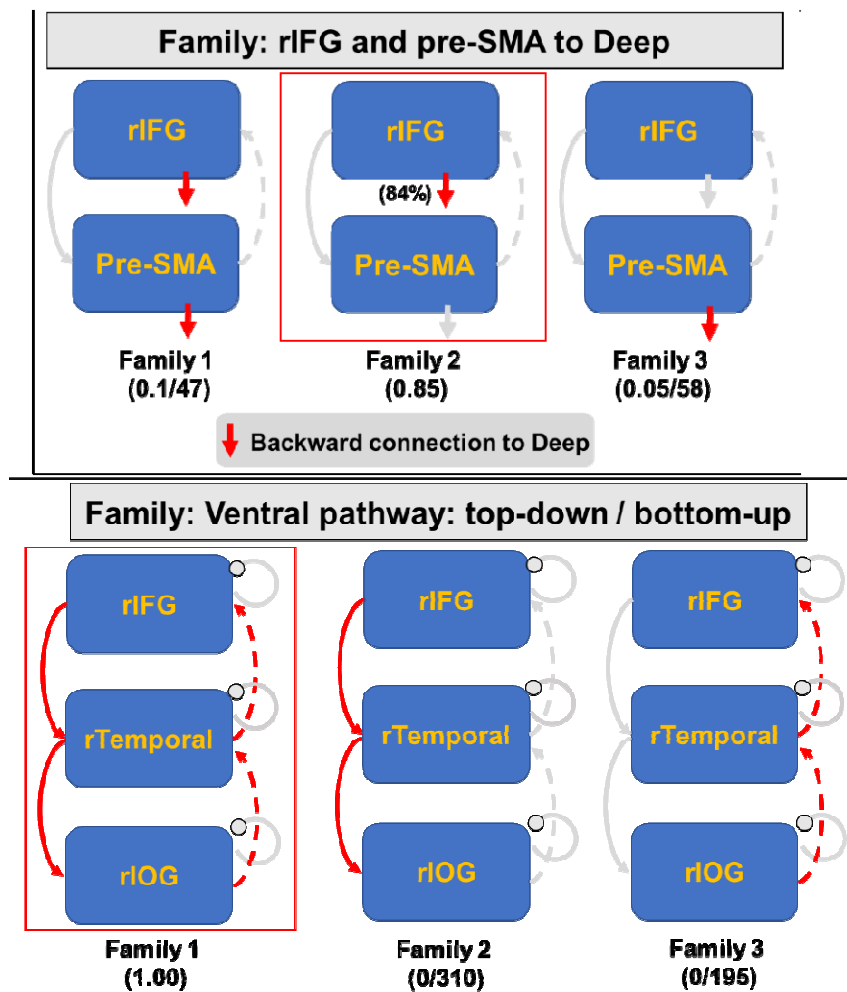 Family: rIFG and pre-SMA to Deep
rIFG rIFG rIFG
(84%)
Pre-SMA Pre-SMA Pre-SMA
Family 1 Family 2 Family 3
(0.1/47) (0.85) (0.05/58)
Backward connection to Deep
Family: Ventral pathway: top-down / bottom-up
rIFG rIFG rIFG
rTemporal rTemporal rTemporal
rIOG rIOG rIOG
Family 1 Family 2 Family 3
(1.00) (0/310) (0/195)